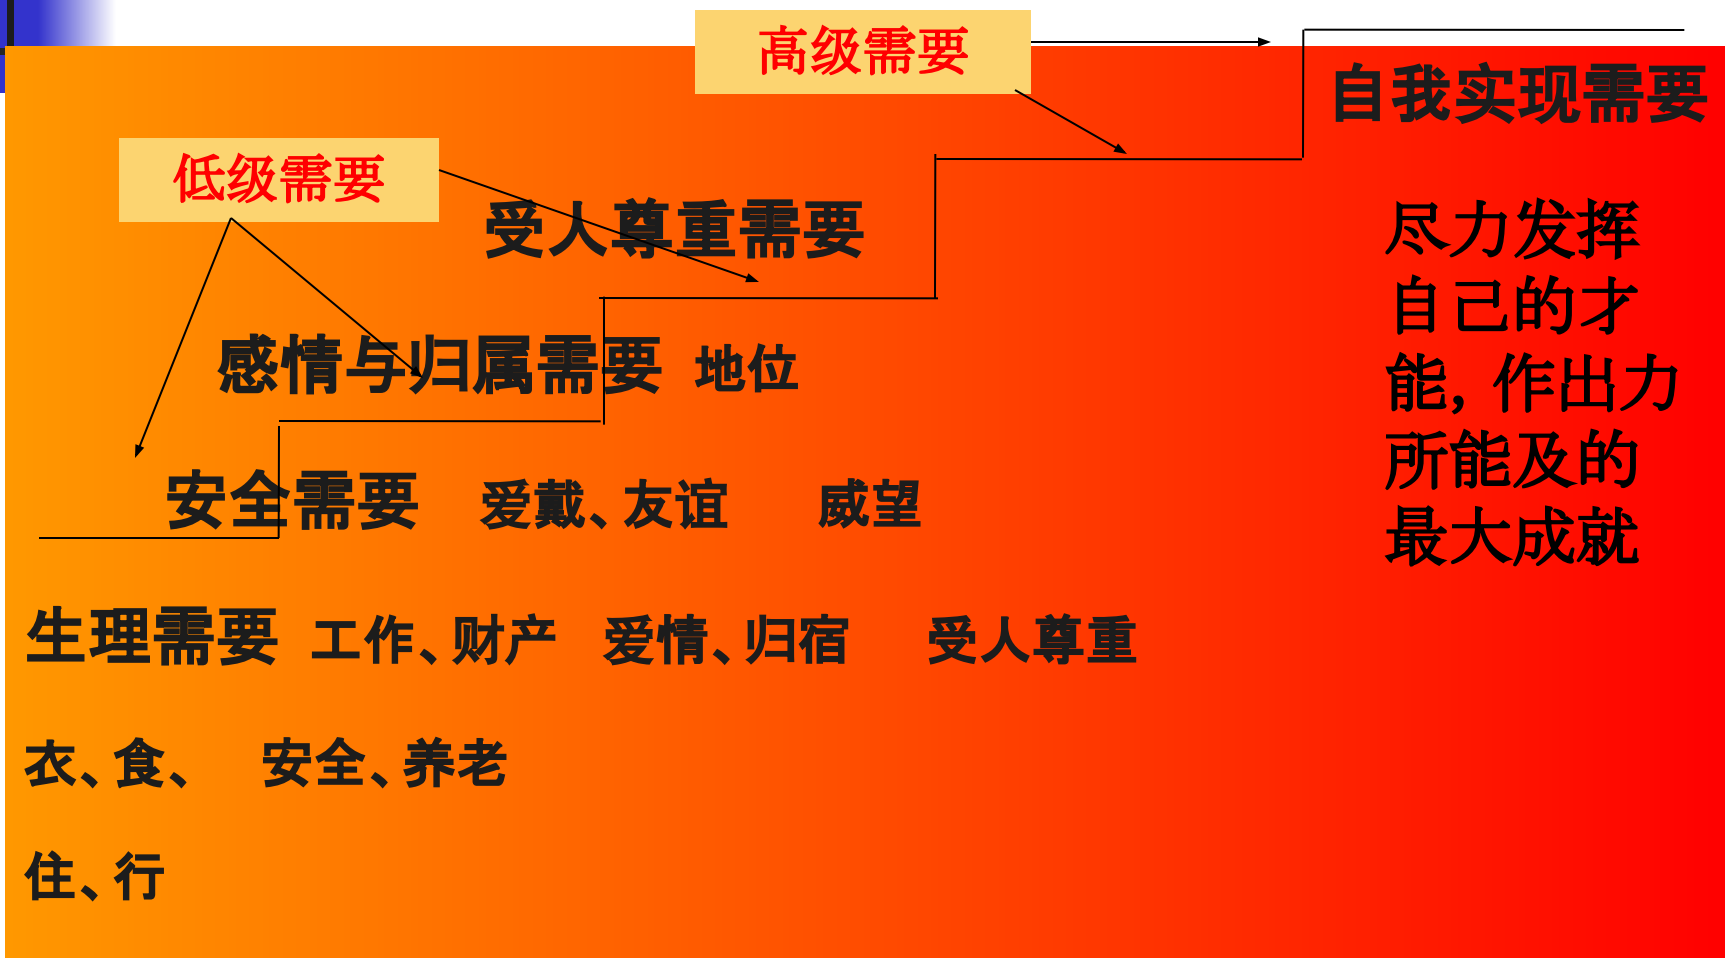 高级需要
自我实现需要
低级需要
受人尊重需要
尽力发挥
自己的才
能，作出力
所能及的
最大成就
感情与归属需要 地位
安全需要 爱戴、友谊 威望
生理需要 工作、财产 爱情、归宿 受人尊重
衣、食、 安全、养老
住、行